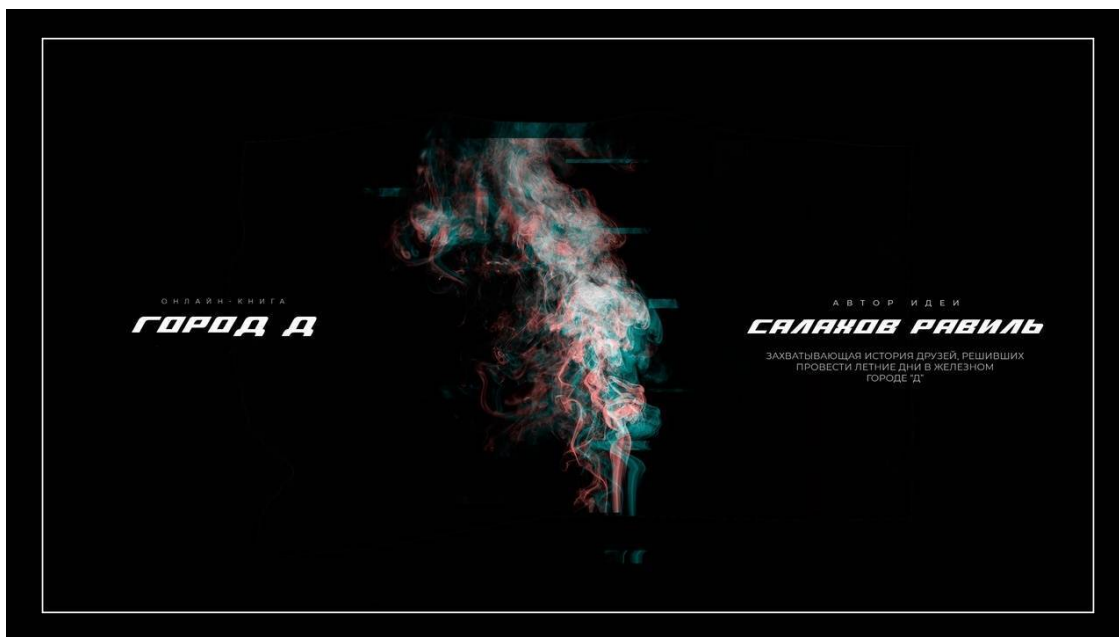 ОНЛАЙН-КНИГА
ГОРОД Д
АВТОР ИДЕИ
САЛАХОВ РАВИЛЬ
ЗАХВАТЫВАЮЩАЯ ИСТОРИЯ ДРУЗЕЙ, РЕШИВШИХ
ПРОВЕСТИ ЛЕТНИЕ ДНИ В ЖЕЛЕЗНОМ
ГОРОДЕ "Д"